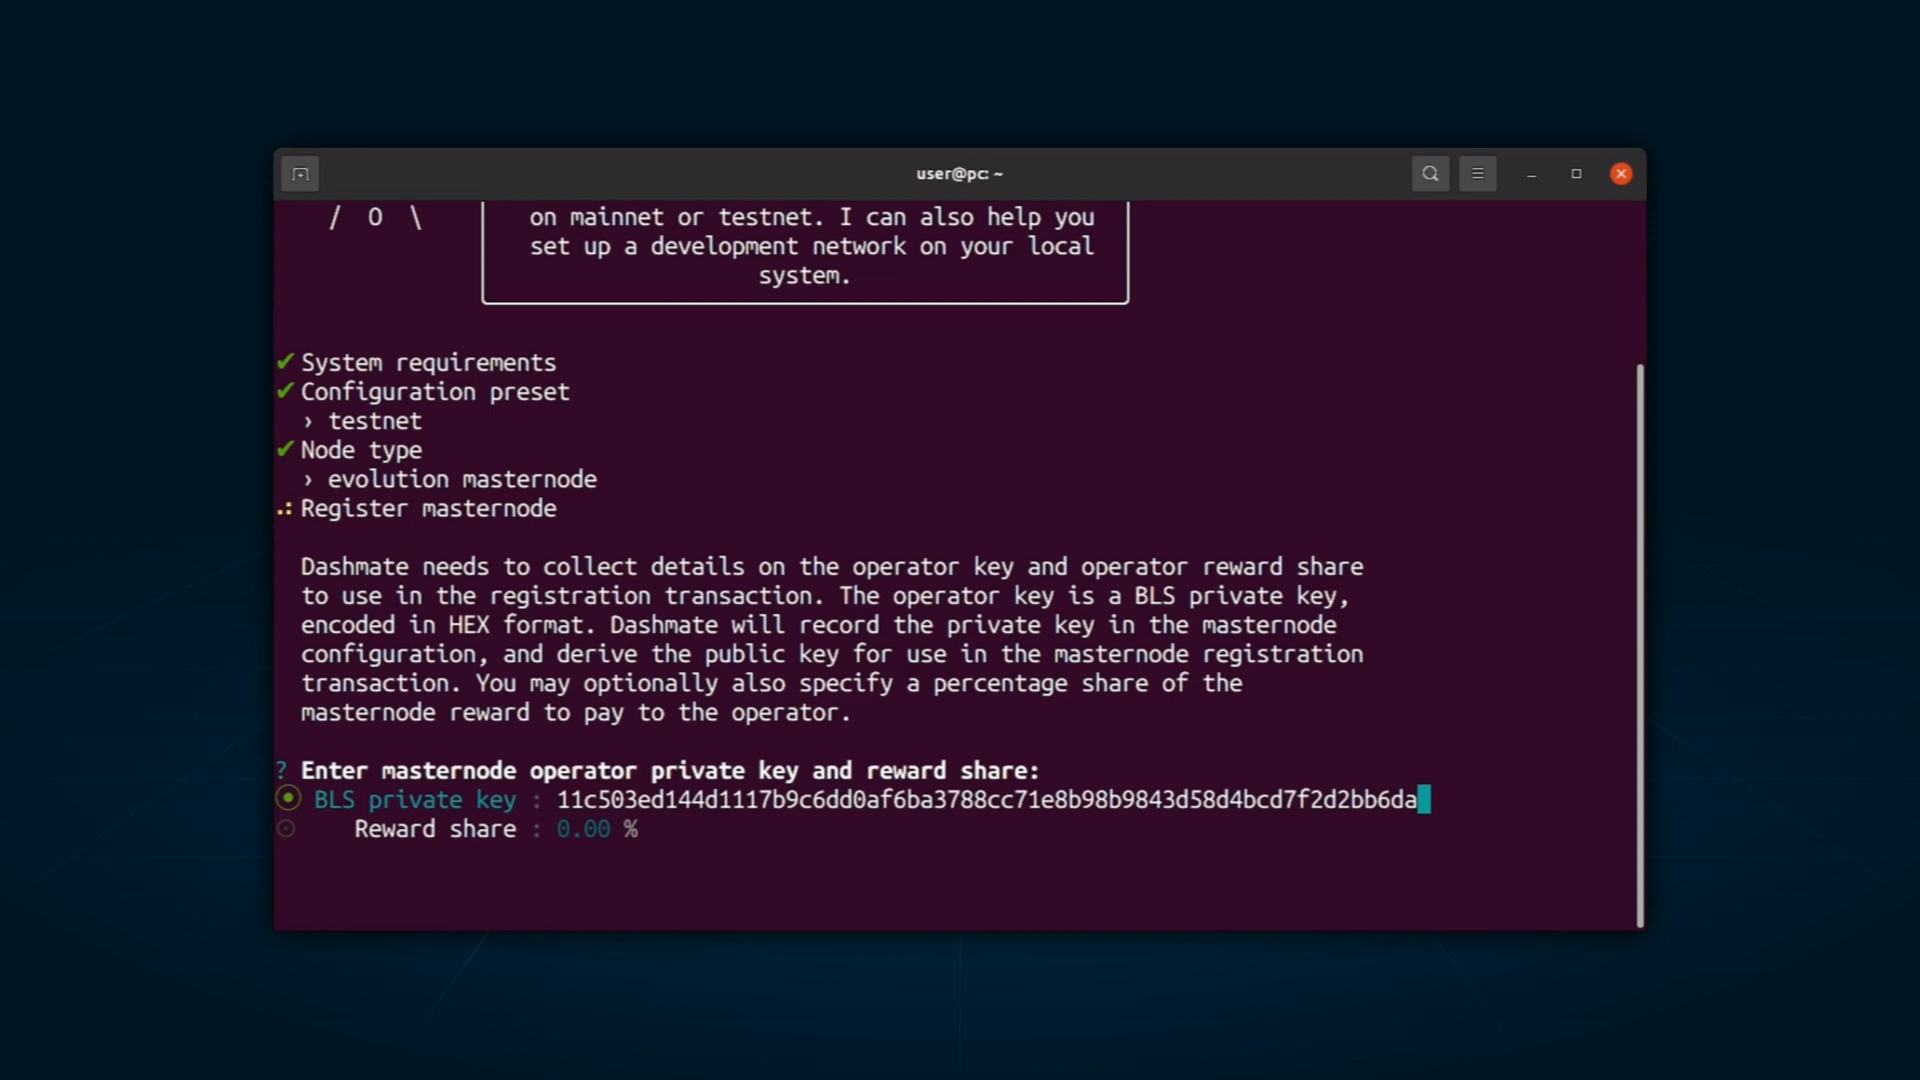 user@pc: ~
/ O \ on mainnet or testnet. I can also help you
set up a development network on your local
system.
✔ System requirements
✔ Configuration preset
› testnet
✔ Node type
› evolution masternode
Register masternode
Dashmate needs to collect details on the operator key and operator reward share
to use in the registration transaction. The operator key is a BLS private key,
encoded in HEX format. Dashmate will record the private key in the masternode
configuration, and derive the public key for use in the masternode registration
transaction. You may optionally also specify a percentage share of the
masternode reward to pay to the operator.
? Enter masternode operator private key and reward share:
BLS private key : 11c503ed144d1117b9c6dd0af6ba3788cc71e8b98b9843d58d4bcd7f2d2bb6da
Reward share : 0.00 %